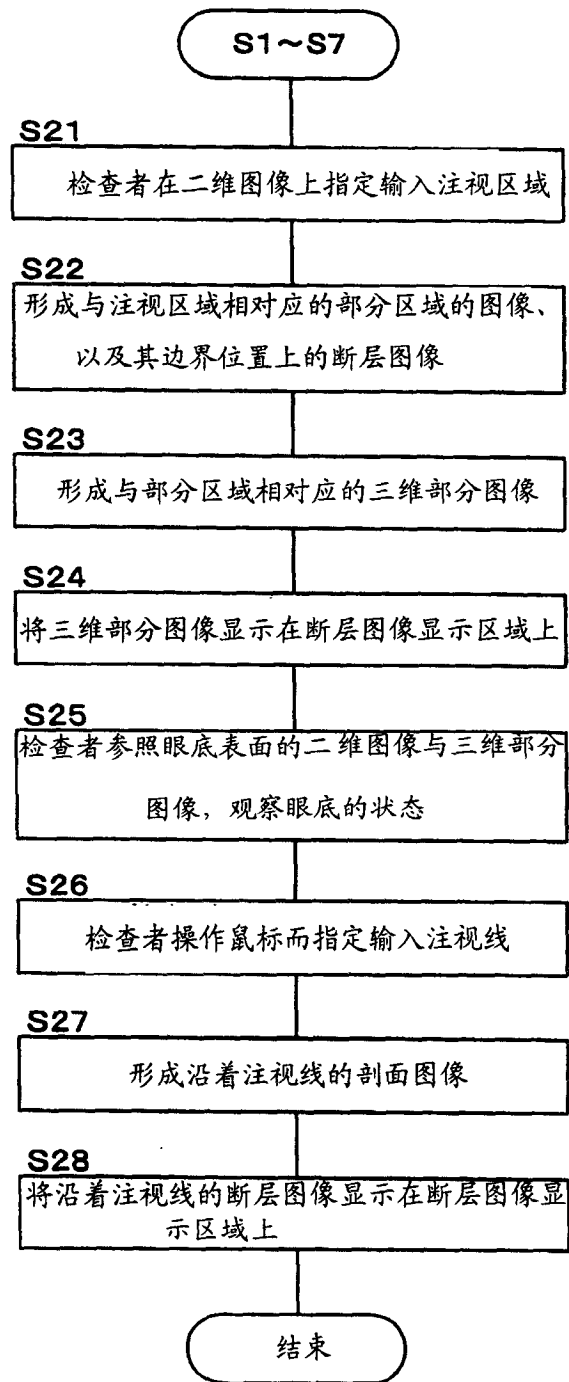 S1～S7
S21
检查者在二维图像上指定输入注视区域
S22
形成与注视区域相对应的部分区域的图像、
以及其边界位置上的断层图像
S23
形成与部分区域相对应的三维部分图像
S24
将三维部分图像显示在断层图像显示区域上
S25
检查者参照眼底表面的二维图像与三维部分
图像，观察眼底的状态
S26
检查者操作鼠标而指定输入注视线
S27
形成沿着注视线的剖面图像
S28
将沿着注视线的断层图像显示在断层图像显
示区域上
结束